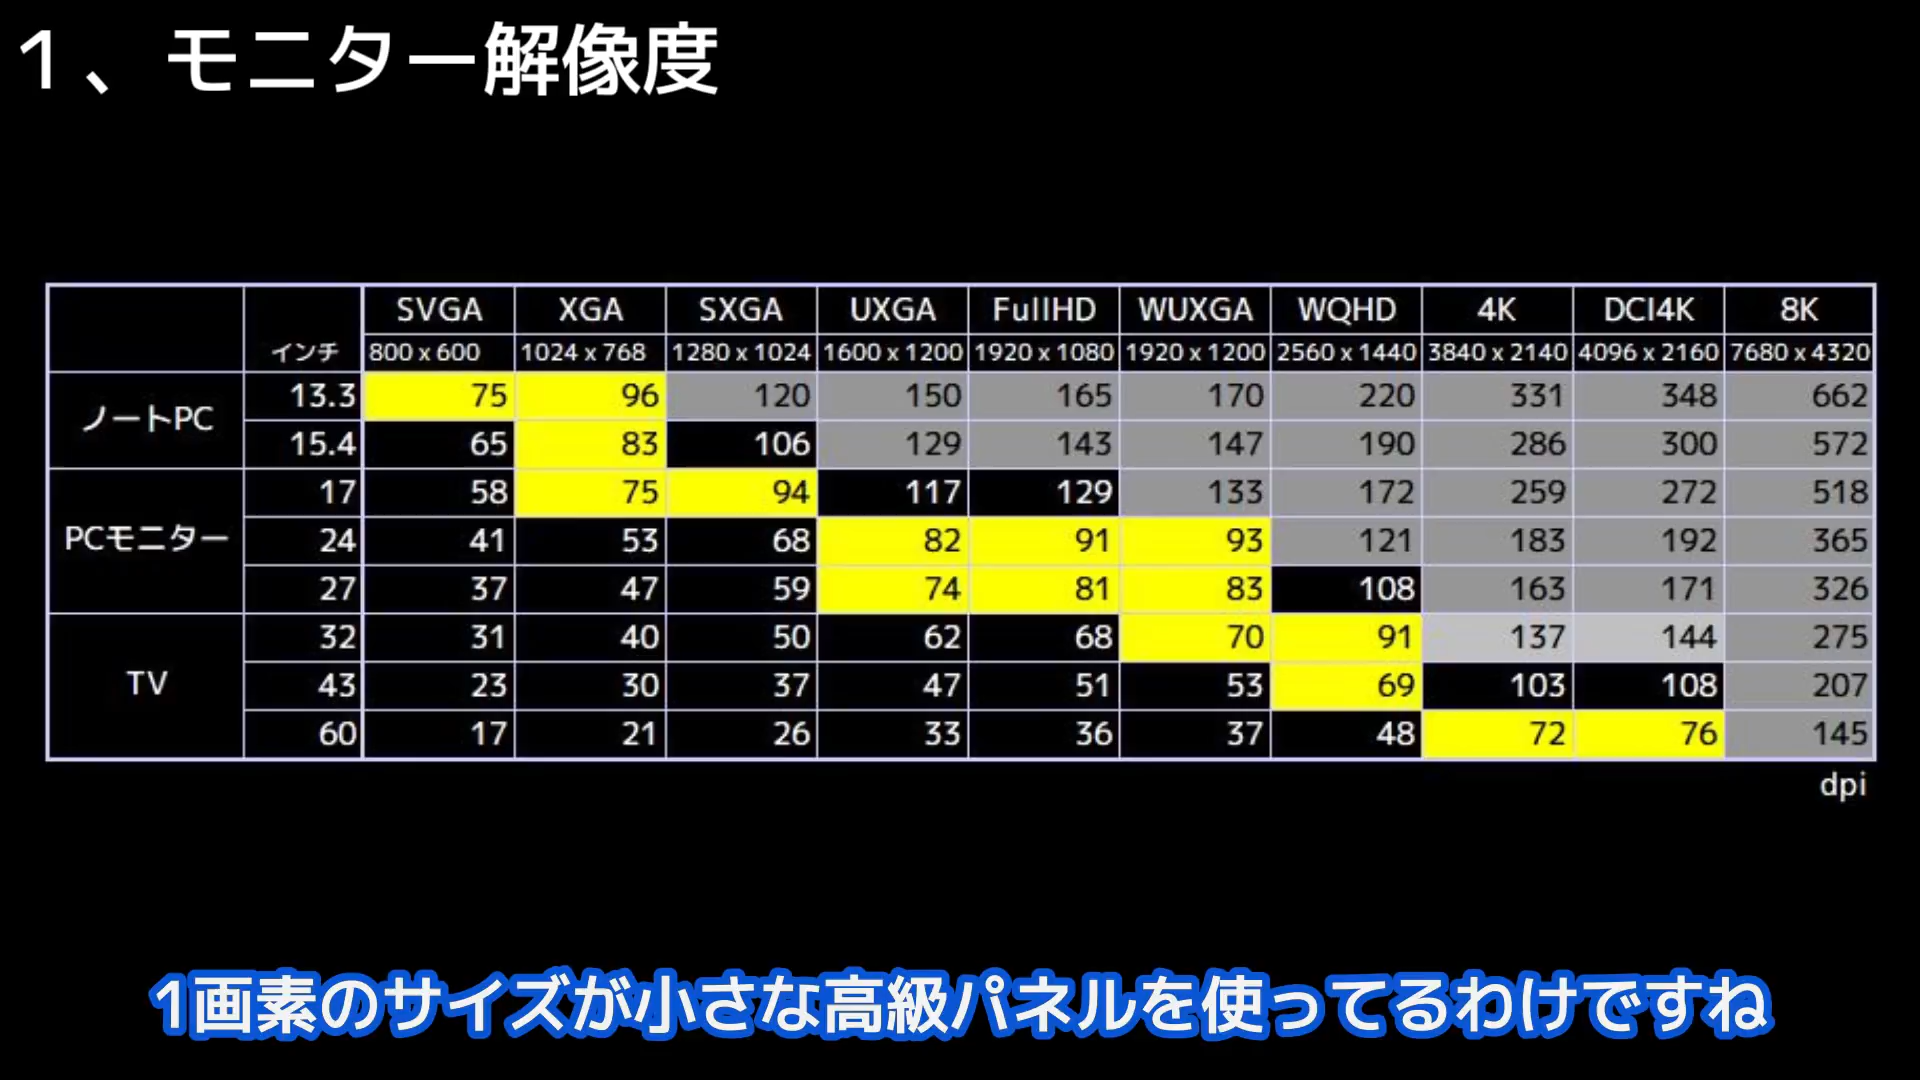 1、モニター解像度
SVGA XGA SXGA UXGA FullHD WUXGA WQHD 4K DCI4K 8K
インチ 800 x 600 1024 x 768 1280 x 1024 1600 x 1200 1920 x 1080 1920 x 1200 2560 x 1440 3840 x 2140 4096 x 2160 7680 x 4320
ノートPC 13.3 75 96 120 150 165 170 220 331 348 662
15.4 65 83 106 129 143 147 190 286 300 572
PCモニター 17 58 75 94 117 129 133 172 259 272 518
24 41 53 68 82 91 93 121 183 192 365
27 37 47 59 74 81 83 108 163 171 326
TV 32 31 40 50 62 68 70 91 137 144 275
43 23 30 37 47 51 53 69 103 108 207
60 17 21 26 33 36 37 48 72 76 145
dpi
1画素のサイズが小さな高級パネルを使ってるわけですね